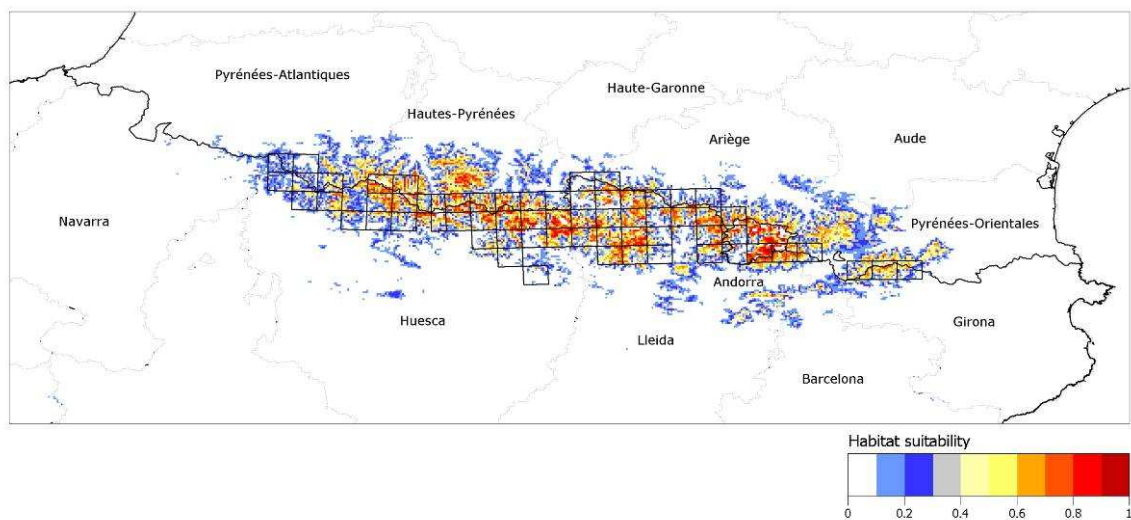 Pyrénées-Atlantiques
Haute-Garonne
Hautes-Pyrénées
Ariège
Aude
Navarra
Pyrénées-Orientales
Andorra
Huesca
Girona
Lleida
Barcelona
Habitat suitability
0 0.2 0.4 0.6 0.8 1